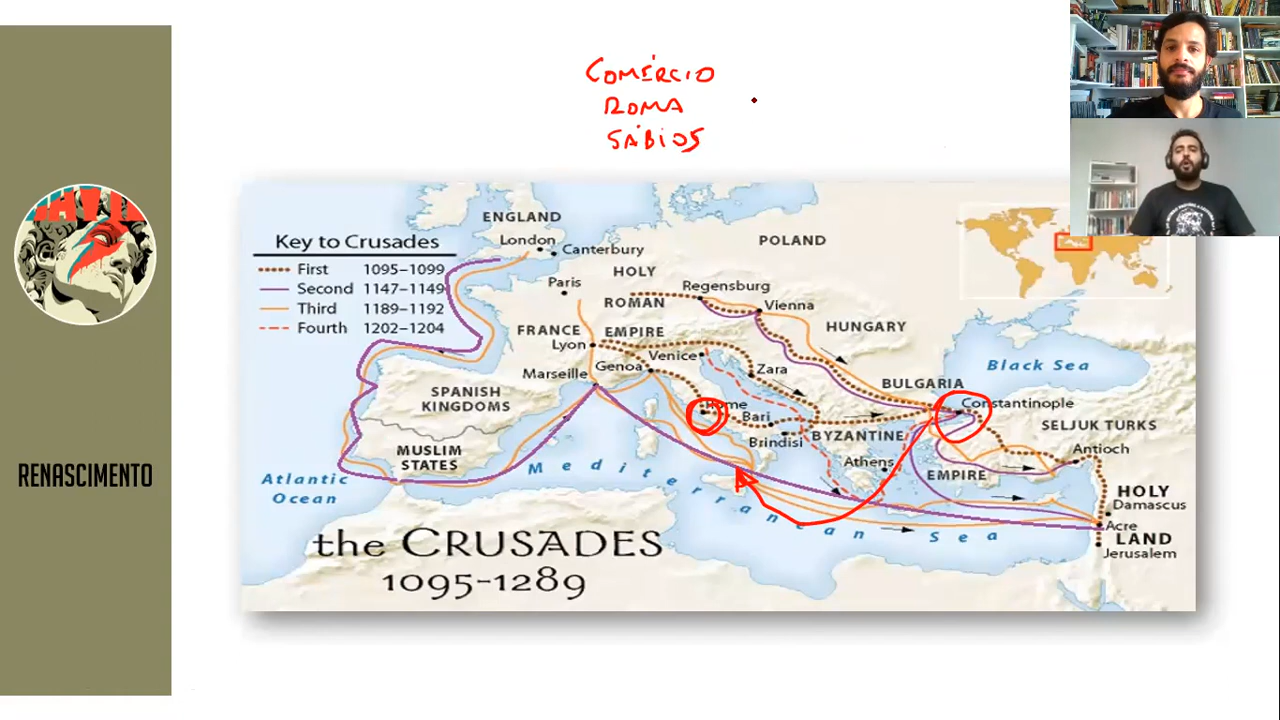 COMÉRCIO
ROMA
SÁBIOS
RENASCIMENTO
Key to Crusades
First 1095–1099
Second 1147–1149
Third 1189–1192
Fourth 1202–1204
ENGLAND
London
Canterbury
POLAND
HOLY
ROMAN
EMPIRE
Paris
Regensburg
Vienna
FRANCE
Lyon
HUNGARY
Venice
Genoa
Marseille
Zara
Black Sea
SPANISH
KINGDOMS
BULGARIA
Constantinople
Rome
Bari
Brindisi
BYZANTINE
EMPIRE
SELJUK TURKS
MUSLIM
STATES
Athens
Antioch
Atlantic
Ocean
Mediterranean Sea
HOLY
LAND
Damascus
Acre
Jerusalem
the CRUSADES
1095-1289